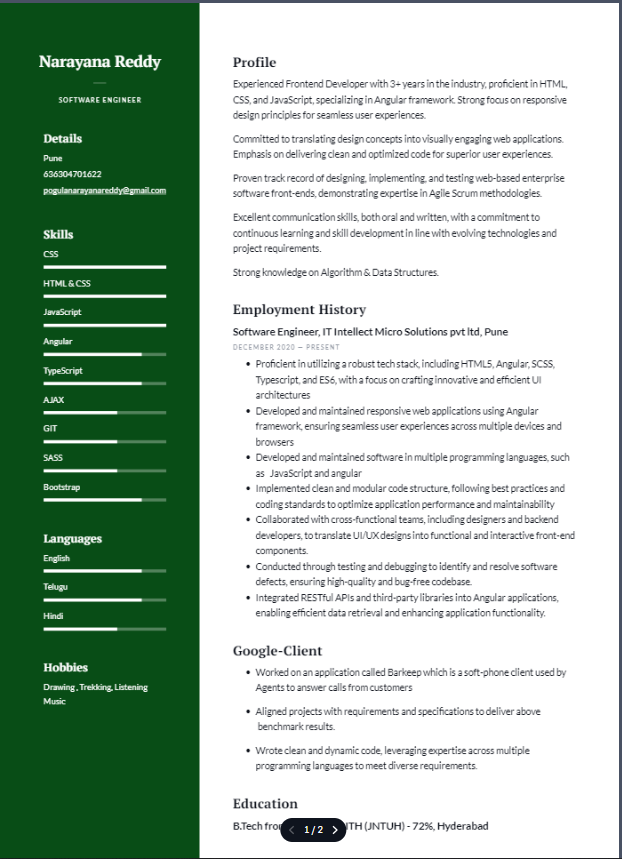 Narayana Reddy
SOFTWARE ENGINEER
Details
Pune
636304701622
pogulanarayanareddy@gmail.com
Skills
CSS
HTML & CSS
JavaScript
Angular
TypeScript
AJAX
GIT
SASS
Bootstrap
Languages
English
Telugu
Hindi
Hobbies
Drawing , Trekking, Listening
Music
Profile
Experienced Frontend Developer with 3+ years in the industry, proficient in HTML,
CSS, and JavaScript, specializing in Angular framework. Strong focus on responsive
design principles for seamless user experiences.
Committed to translating design concepts into visually engaging web applications.
Emphasis on delivering clean and optimized code for superior user experiences.
Proven track record of designing, implementing, and testing web-based enterprise
software front-ends, demonstrating expertise in Agile Scrum methodologies.
Excellent communication skills, both oral and written, with a commitment to
continuous learning and skill development in line with evolving technologies and
project requirements.
Strong knowledge on Algorithm & Data Structures.
Employment History
Software Engineer, IT Intellect Micro Solutions pvt ltd, Pune
DECEMBER 2020 — PRESENT
• Proficient in utilizing a robust tech stack, including HTML5, Angular, SCSS,
Typescript, and ES6, with a focus on crafting innovative and efficient UI
architectures
• Developed and maintained responsive web applications using Angular
framework, ensuring seamless user experiences across multiple devices and
browsers
• Developed and maintained software in multiple programming languages, such
as JavaScript and angular
• Implemented clean and modular code structure, following best practices and
coding standards to optimize application performance and maintainability
• Collaborated with cross-functional teams, including designers and backend
developers, to translate UI/UX designs into functional and interactive front-end
components.
• Conducted through testing and debugging to identify and resolve software
defects, ensuring high-quality and bug-free codebase.
• Integrated RESTful APIs and third-party libraries into Angular applications,
enabling efficient data retrieval and enhancing application functionality.
Google-Client
• Worked on an application called Barkeep which is a soft-phone client used by
Agents to answer calls from customers
• Aligned projects with requirements and specifications to deliver above
benchmark results.
• Wrote clean and dynamic code, leveraging expertise across multiple
programming languages to meet diverse requirements.
Education
B.Tech (JNTUH) - 72%, Hyderabad
1 / 2